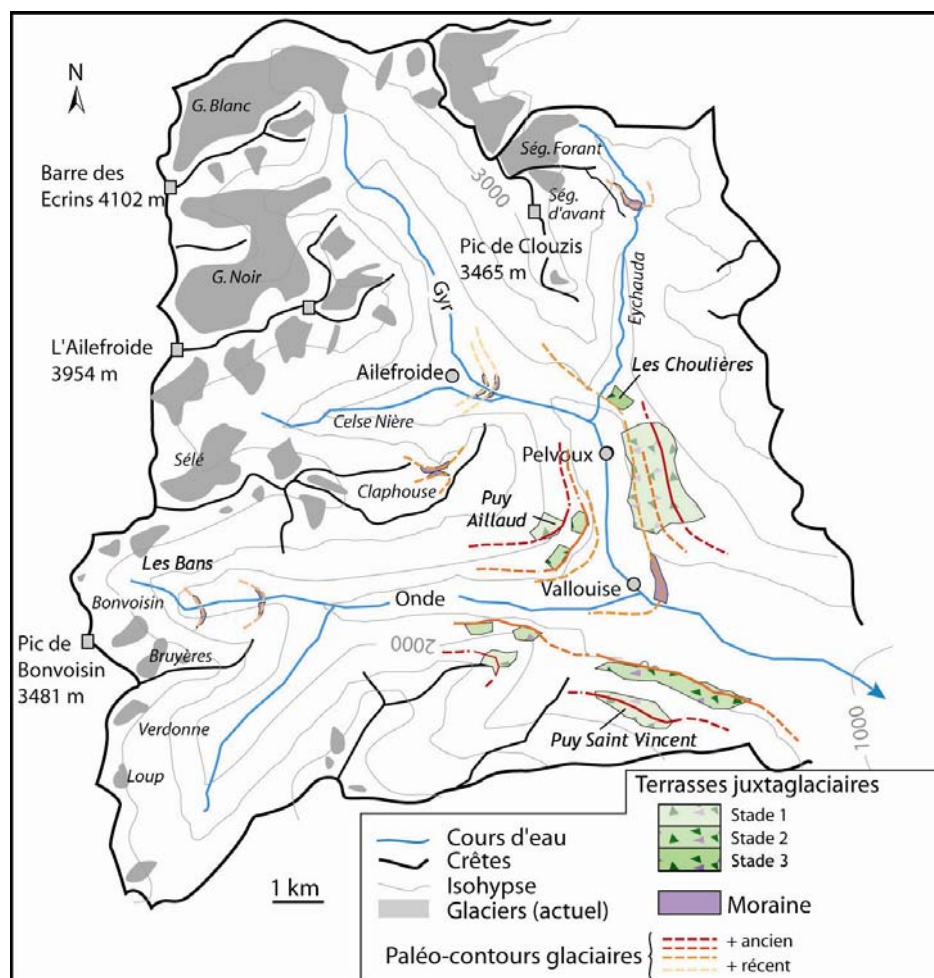 N
G. Blanc
Barre des
Ecrins 4102 m
3000
Ség. Forant
Ség.
d'avant
Pic de Clouzis
3465 m
G. Noir
Gyr
Eychauda
L'Ailefroide
3954 m
Ailefroide
Les Choulières
Celse Nière
Pelvoux
Sélé
Claphouse
Puy
Aillaud
Les Bans
Vallouise
Bonvoisin
Onde
Pic de
Bonvoisin
3481 m
Bruyères
2000
Verdonne
Puy Saint Vincent
1000
Loup
Terrasses juxtaglaciaires
Stade 1
Stade 2
Stade 3
Cours d'eau
Crêtes
Isohypse
Glaciers (actuel)
Moraine
1 km
Paléo-contours glaciaires
+ ancien
+ récent